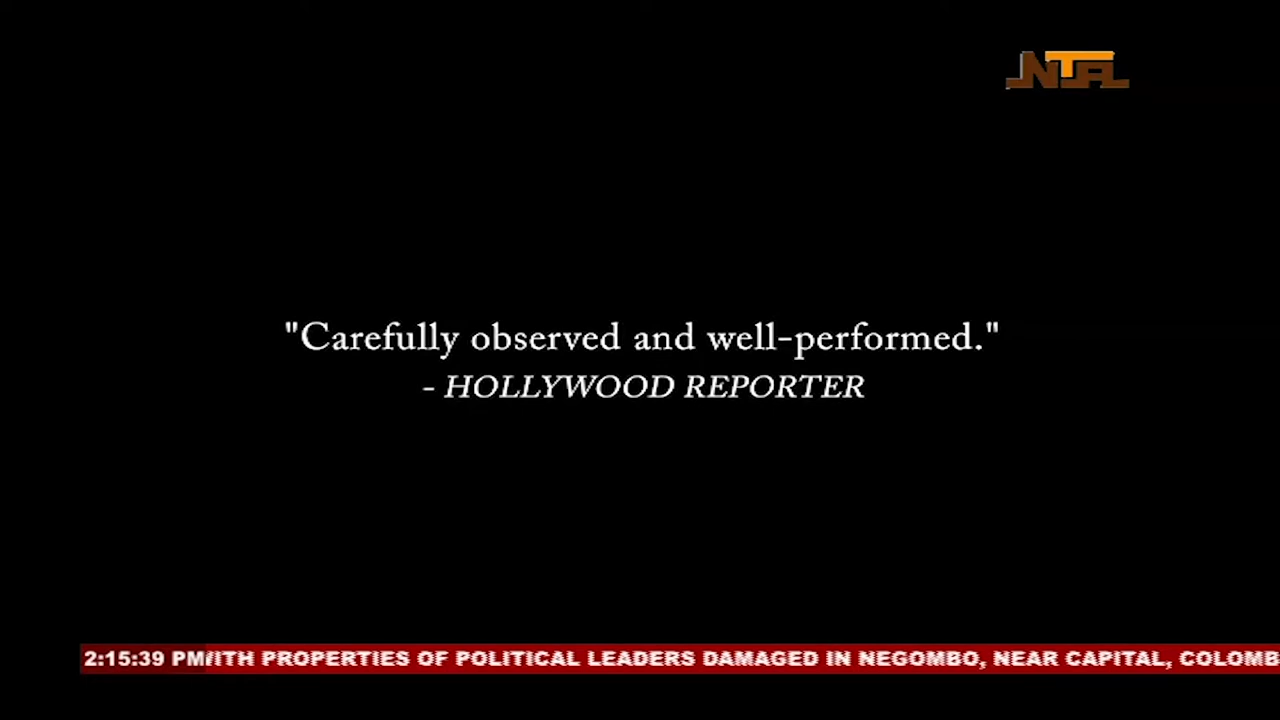 NTA
"Carefully observed and well-performed."
- HOLLYWOOD REPORTER
2:15:39 PM WITH PROPERTIES OF POLITICAL LEADERS DAMAGED IN NEGOMBO, NEAR CAPITAL, COLOMB